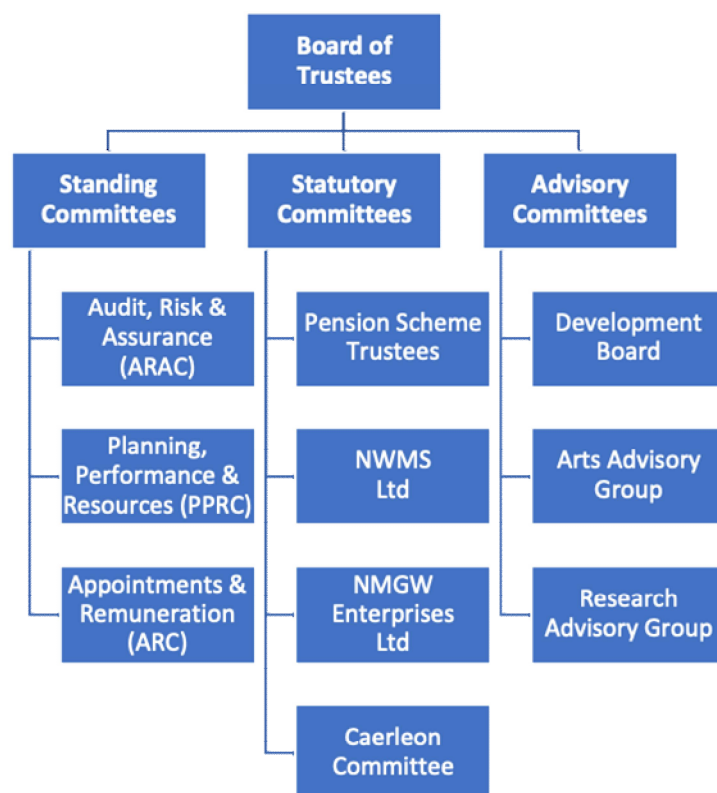 Board of
Trustees
Standing
Committees
Statutory
Committees
Advisory
Committees
Audit, Risk &
Assurance
(ARAC)
Pension Scheme
Trustees
Development
Board
Planning,
Performance &
Resources (PPRC)
NWMS
Ltd
Arts Advisory
Group
Appointments &
Remuneration
(ARC)
NMGW
Enterprises
Ltd
Research
Advisory Group
Caerleon
Committee